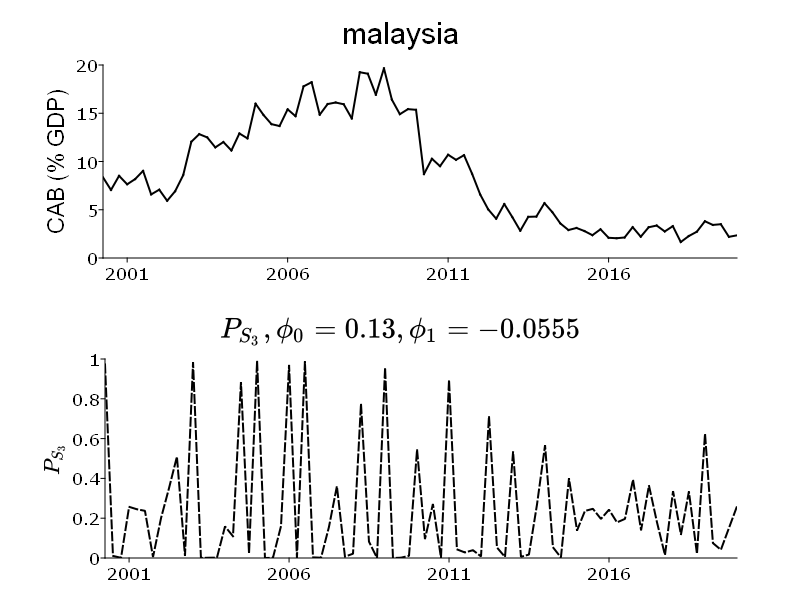 malaysia
CAB (% GDP)
20
15
10
5
0
2001 2006 2011 2016
P_{S_3}, ϕ_0 = 0.13, ϕ_1 = −0.0555
P_{S_3}
1
0.8
0.6
0.4
0.2
0
2001 2006 2011 2016